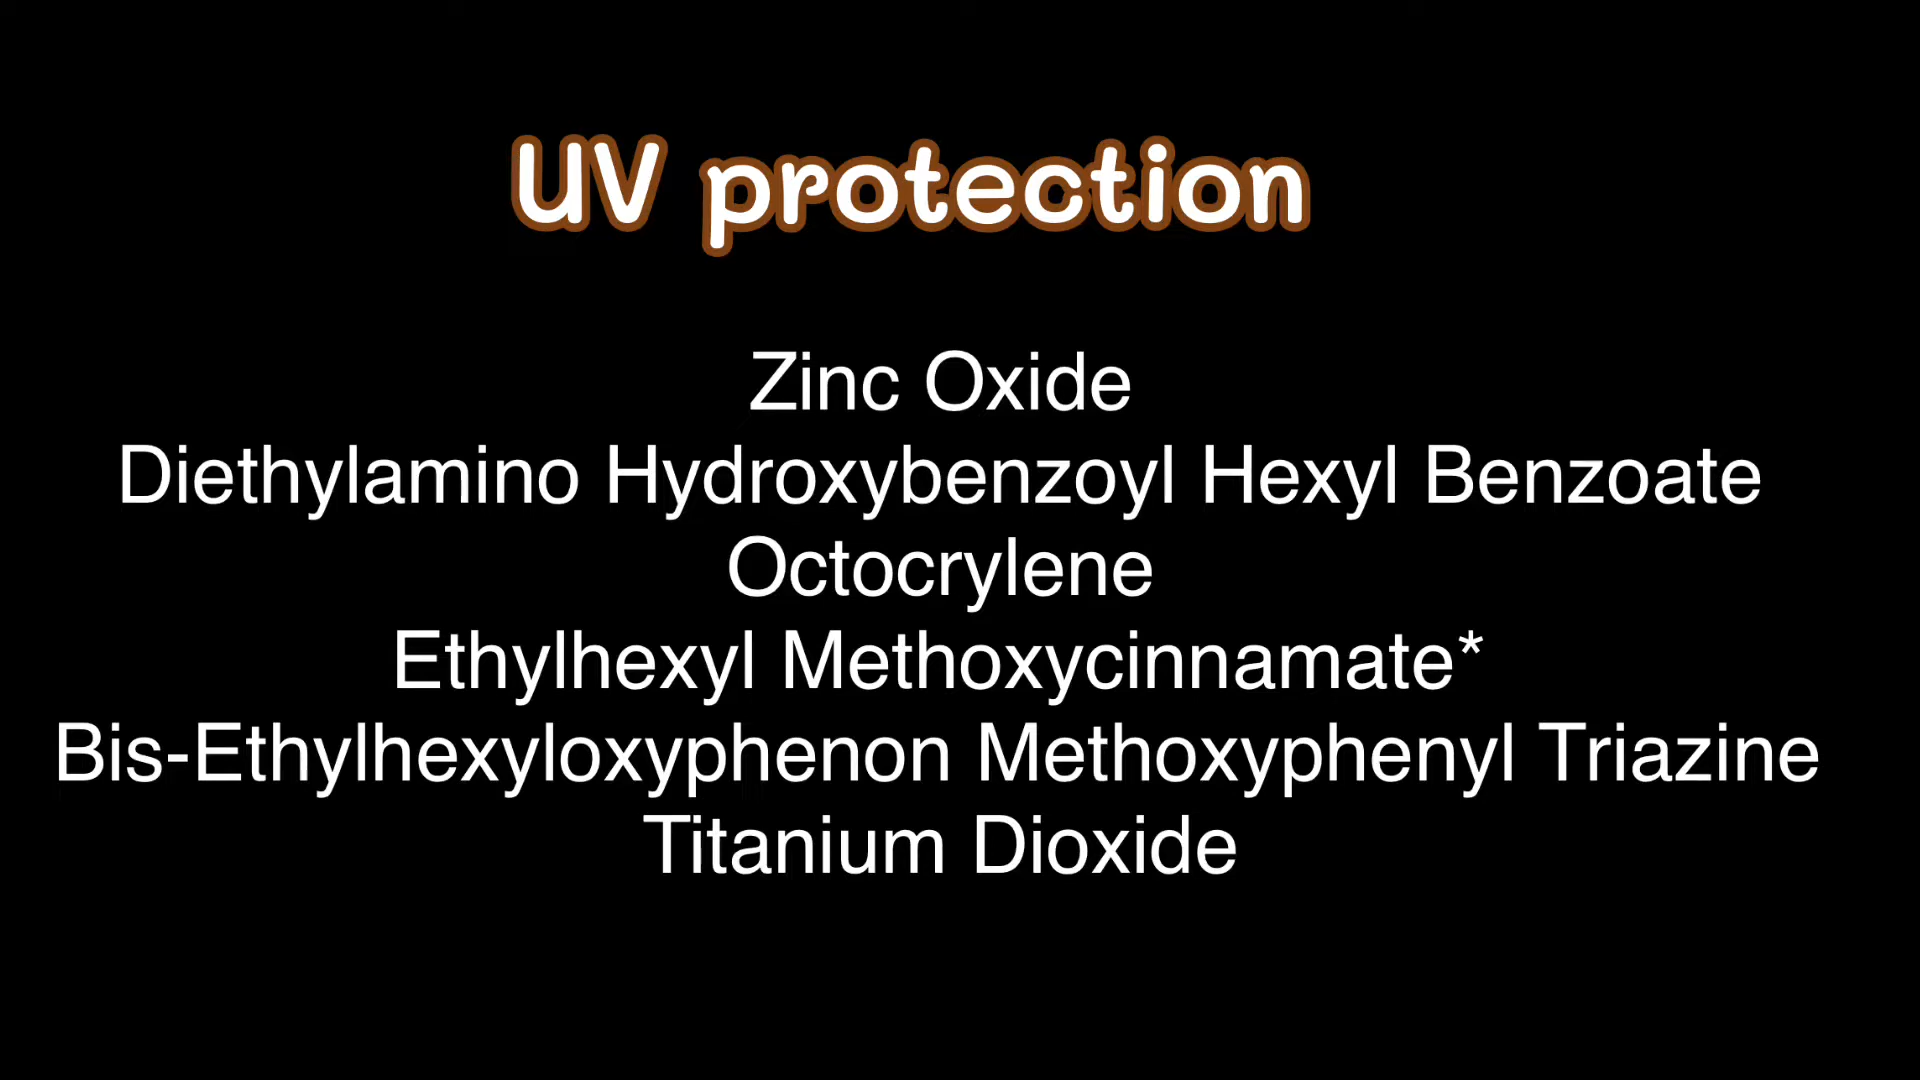 UV protection
Zinc Oxide
Diethylamino Hydroxybenzoyl Hexyl Benzoate
Octocrylene
Ethylhexyl Methoxycinnamate*
Bis-Ethylhexyloxyphenon Methoxyphenyl Triazine
Titanium Dioxide